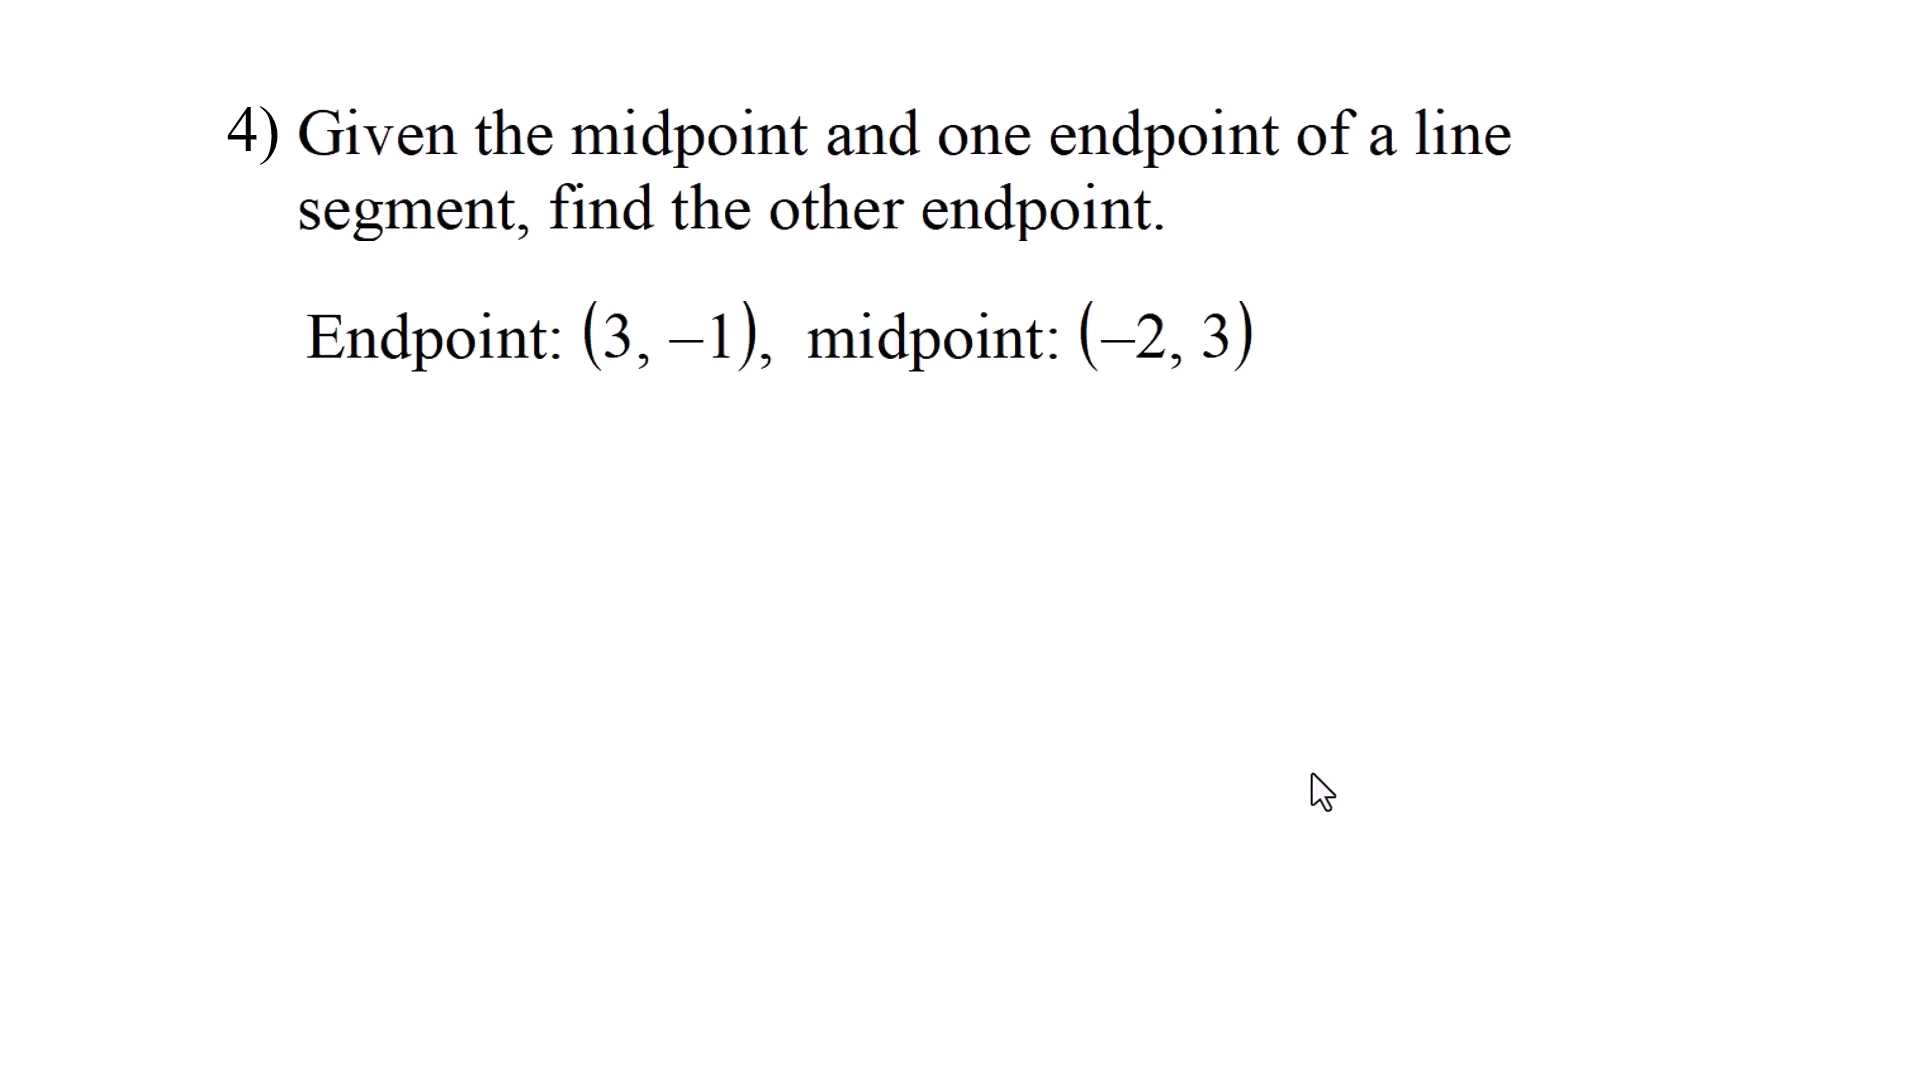 4) Given the midpoint and one endpoint of a line
segment, find the other endpoint.
Endpoint: (3, –1), midpoint: (–2, 3)